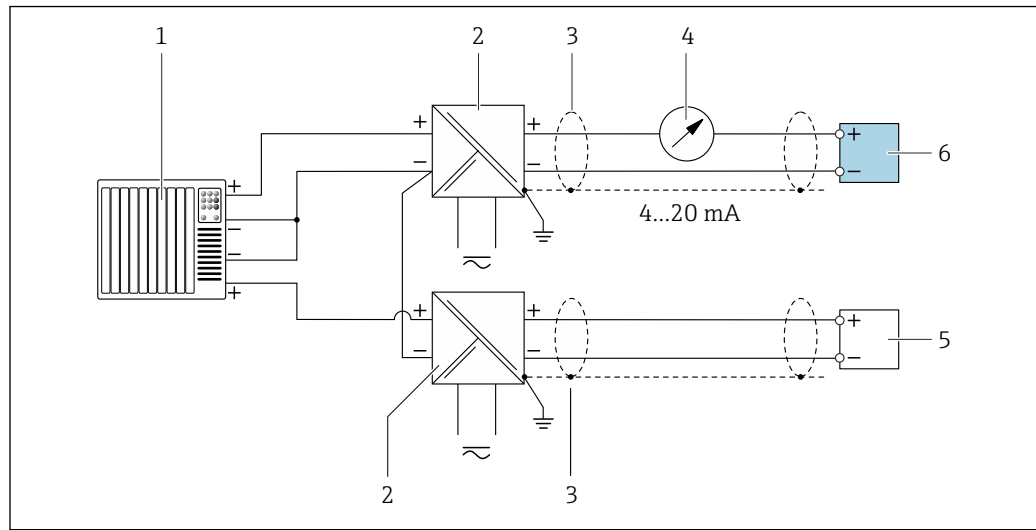 1 2 3 4
+ +
+ 6
− − −
+
− 4...20 mA
−
+
+ +
+ 5
− − −
2 3